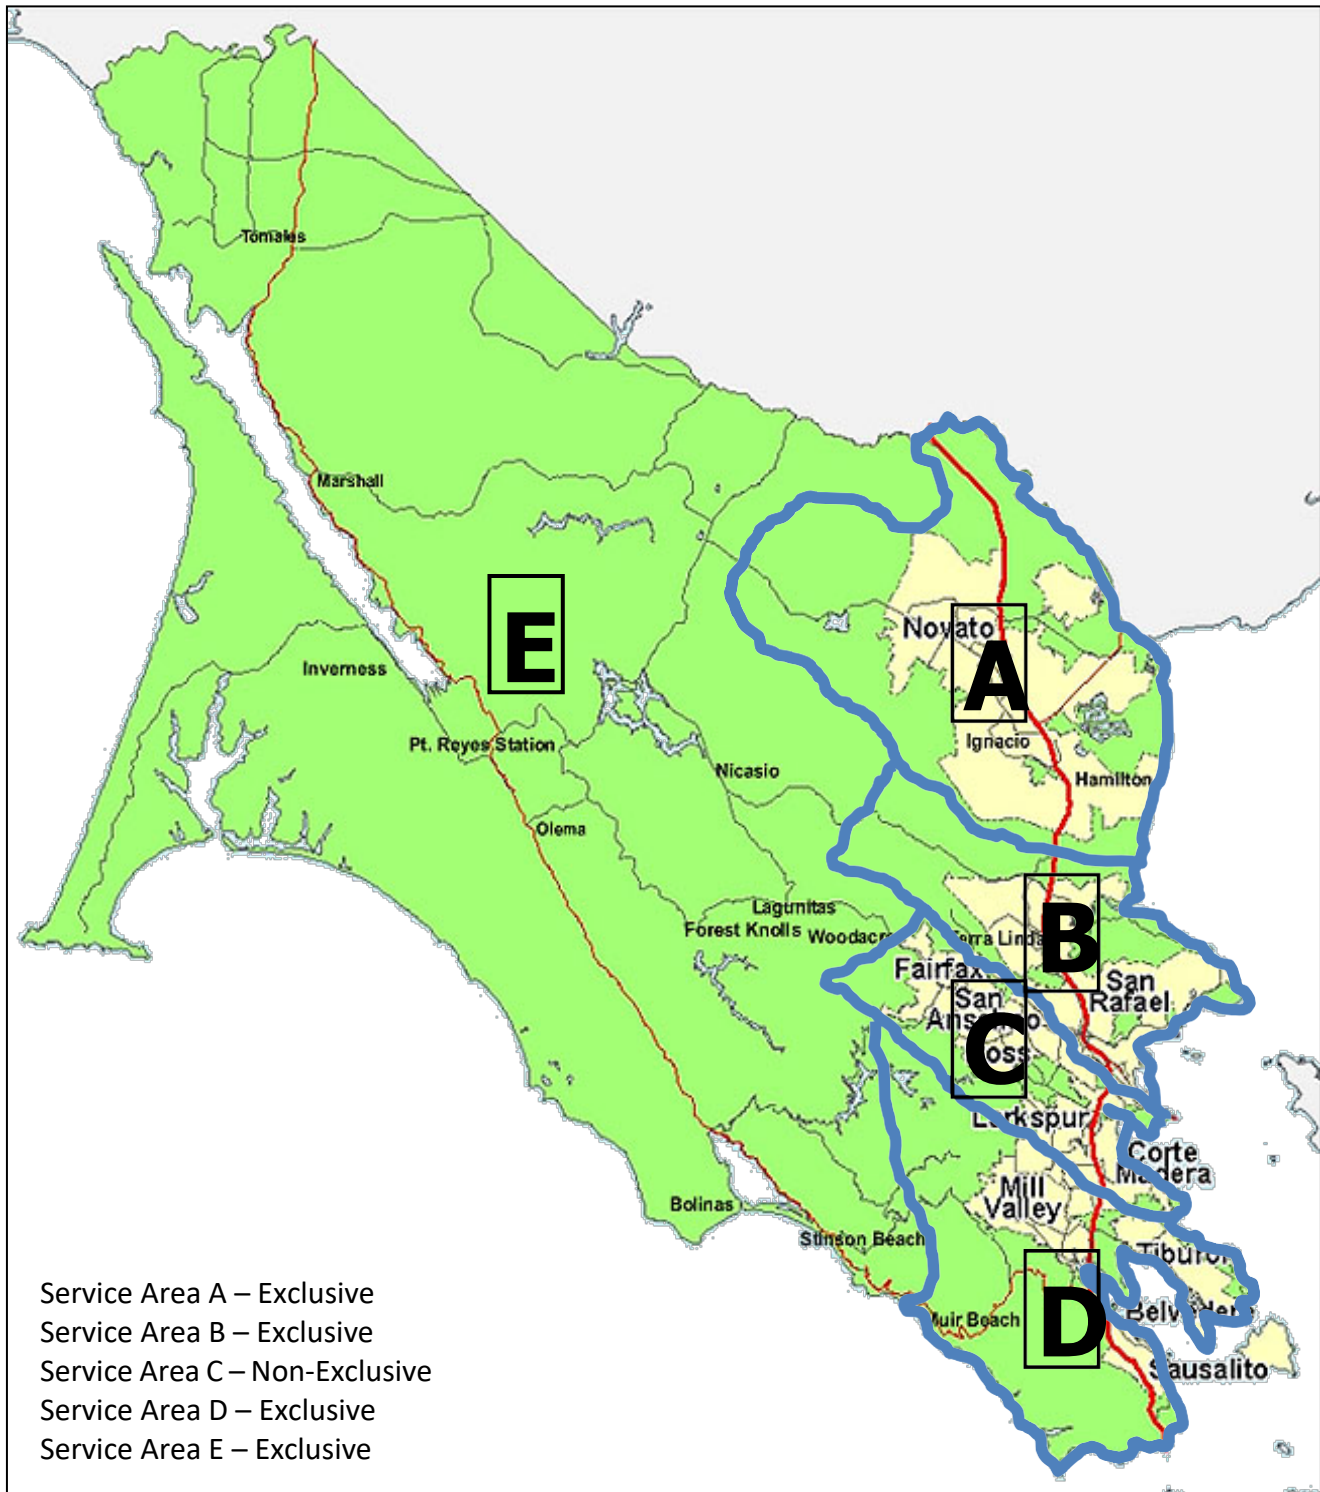 Tomales
Marshall
E
Inverness
Pt. Reyes Station
Nicasio
Olema
Novato
A
Ignacio
Hamilton
Lagunitas
Forest Knolls
B
Fairfax
San
Rafael
San
C
Corte
Madera
Mill
Valley
Bolinas
Stinson Beach
D
Sausalito
Service Area A – Exclusive
Service Area B – Exclusive
Service Area C – Non-Exclusive
Service Area D – Exclusive
Service Area E – Exclusive